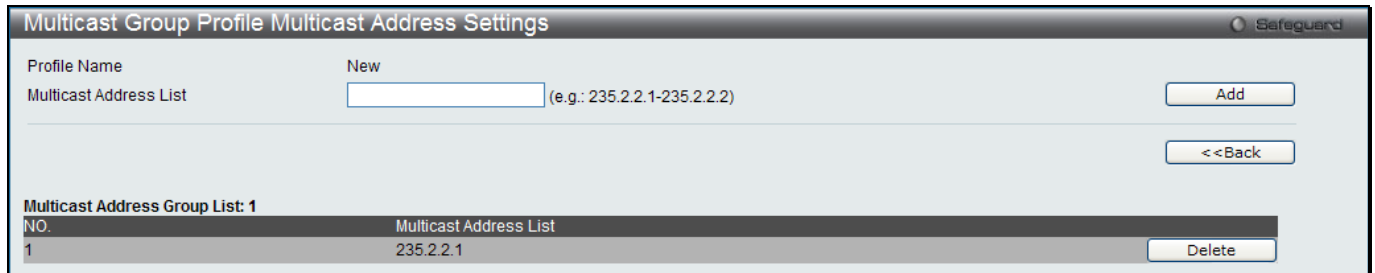 Multicast Group Profile Multicast Address Settings Safeguard
Profile Name New
Multicast Address List (e.g.: 235.2.2.1-235.2.2.2) Add
<<Back
Multicast Address Group List: 1
NO. Multicast Address List
1 235.2.2.1 Delete